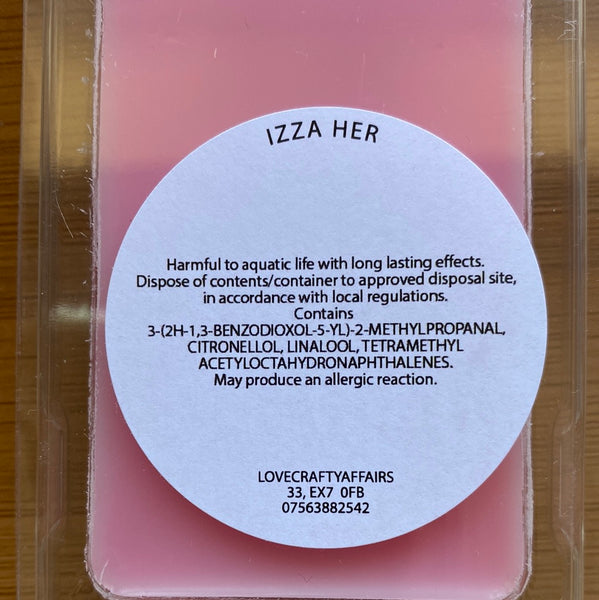 IZZA HER
Harmful to aquatic life with long lasting effects.
Dispose of contents/container to approved disposal site,
in accordance with local regulations.
Contains
3-(2H-1,3-BENZODIOXOL-5-YL)-2-METHYLPROPANAL,
CITRONELLOL, LINALOOL, TETRAMETHYL
ACETYLOCTAHYDRONAPHTHALENES.
May produce an allergic reaction.
LOVECRAFTYAFFAIRS
33, EX7 0FB
07563882542